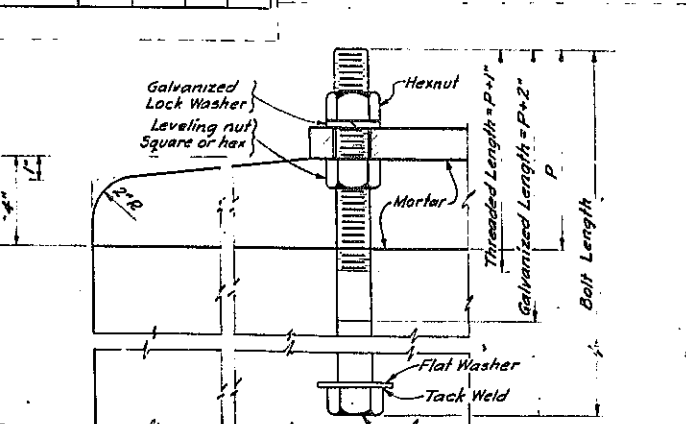 Galvanized
Lock Washer
Leveling nut
Square or hex
Hexnut
1"
4"
2"R
Mortar
Threaded Length = P+1"
Galvanized Length = P+2"
P
Bolt Length
Flat Washer
Tack Weld